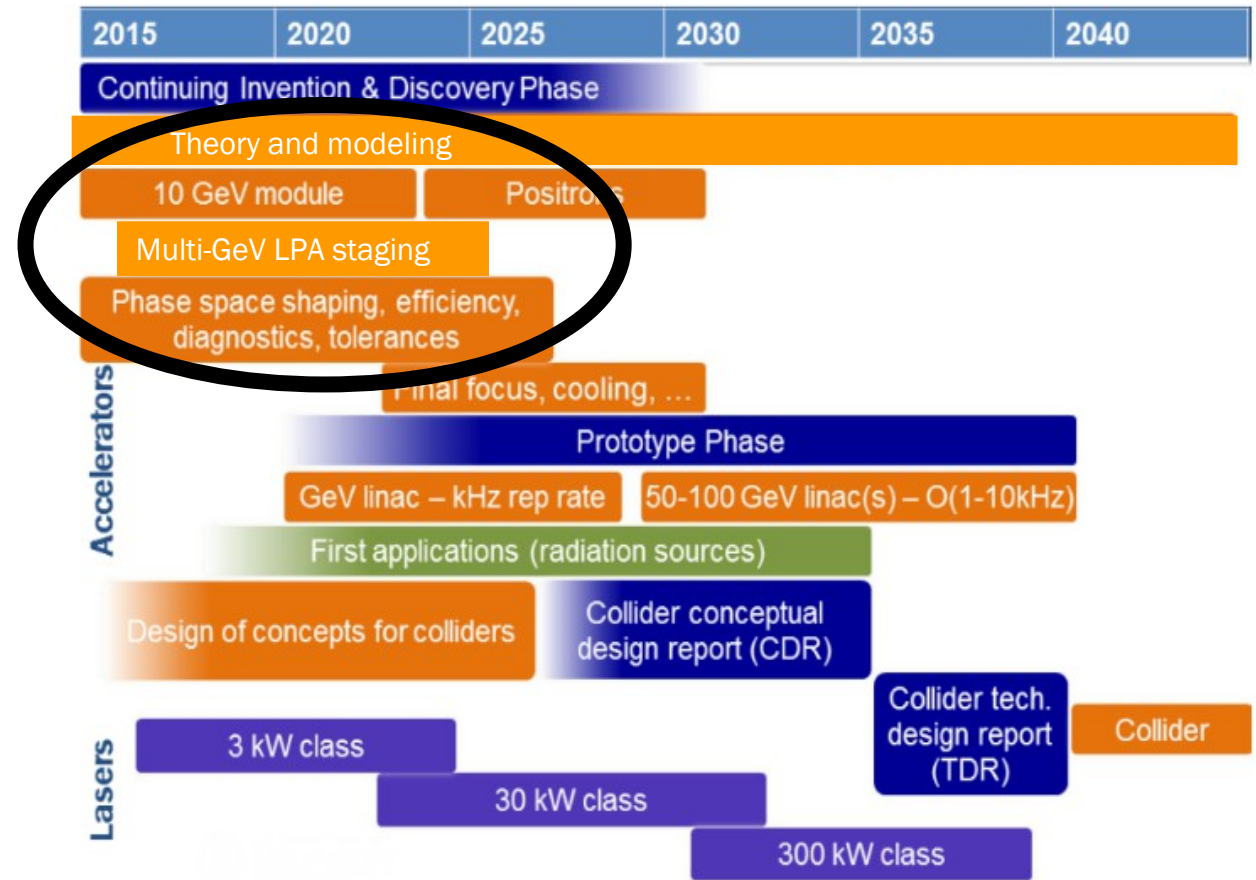 2015 2020 2025 2030 2035 2040
Continuing Invention & Discovery Phase
Theory and modeling
10 GeV module
Positrons
Multi-GeV LPA staging
Phase space shaping, efficiency,
diagnostics, tolerances
Final focus, cooling, ...
Prototype Phase
GeV linac – kHz rep rate
50-100 GeV linac(s) – O(1-10kHz)
First applications (radiation sources)
Design of concepts for colliders
Collider conceptual
design report (CDR)
Collider tech.
design report
(TDR)
Collider
3 kW class
30 kW class
300 kW class
Accelerators
Lasers